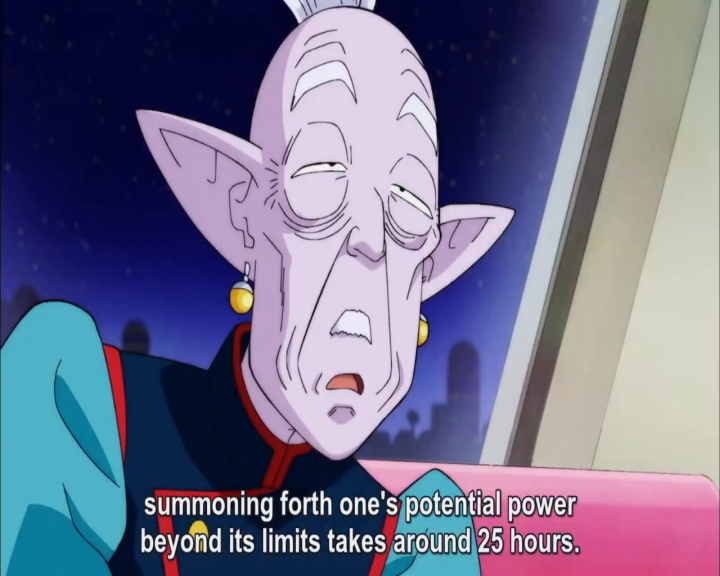 summoning forth one's potential power
beyond its limits takes around 25 hours.